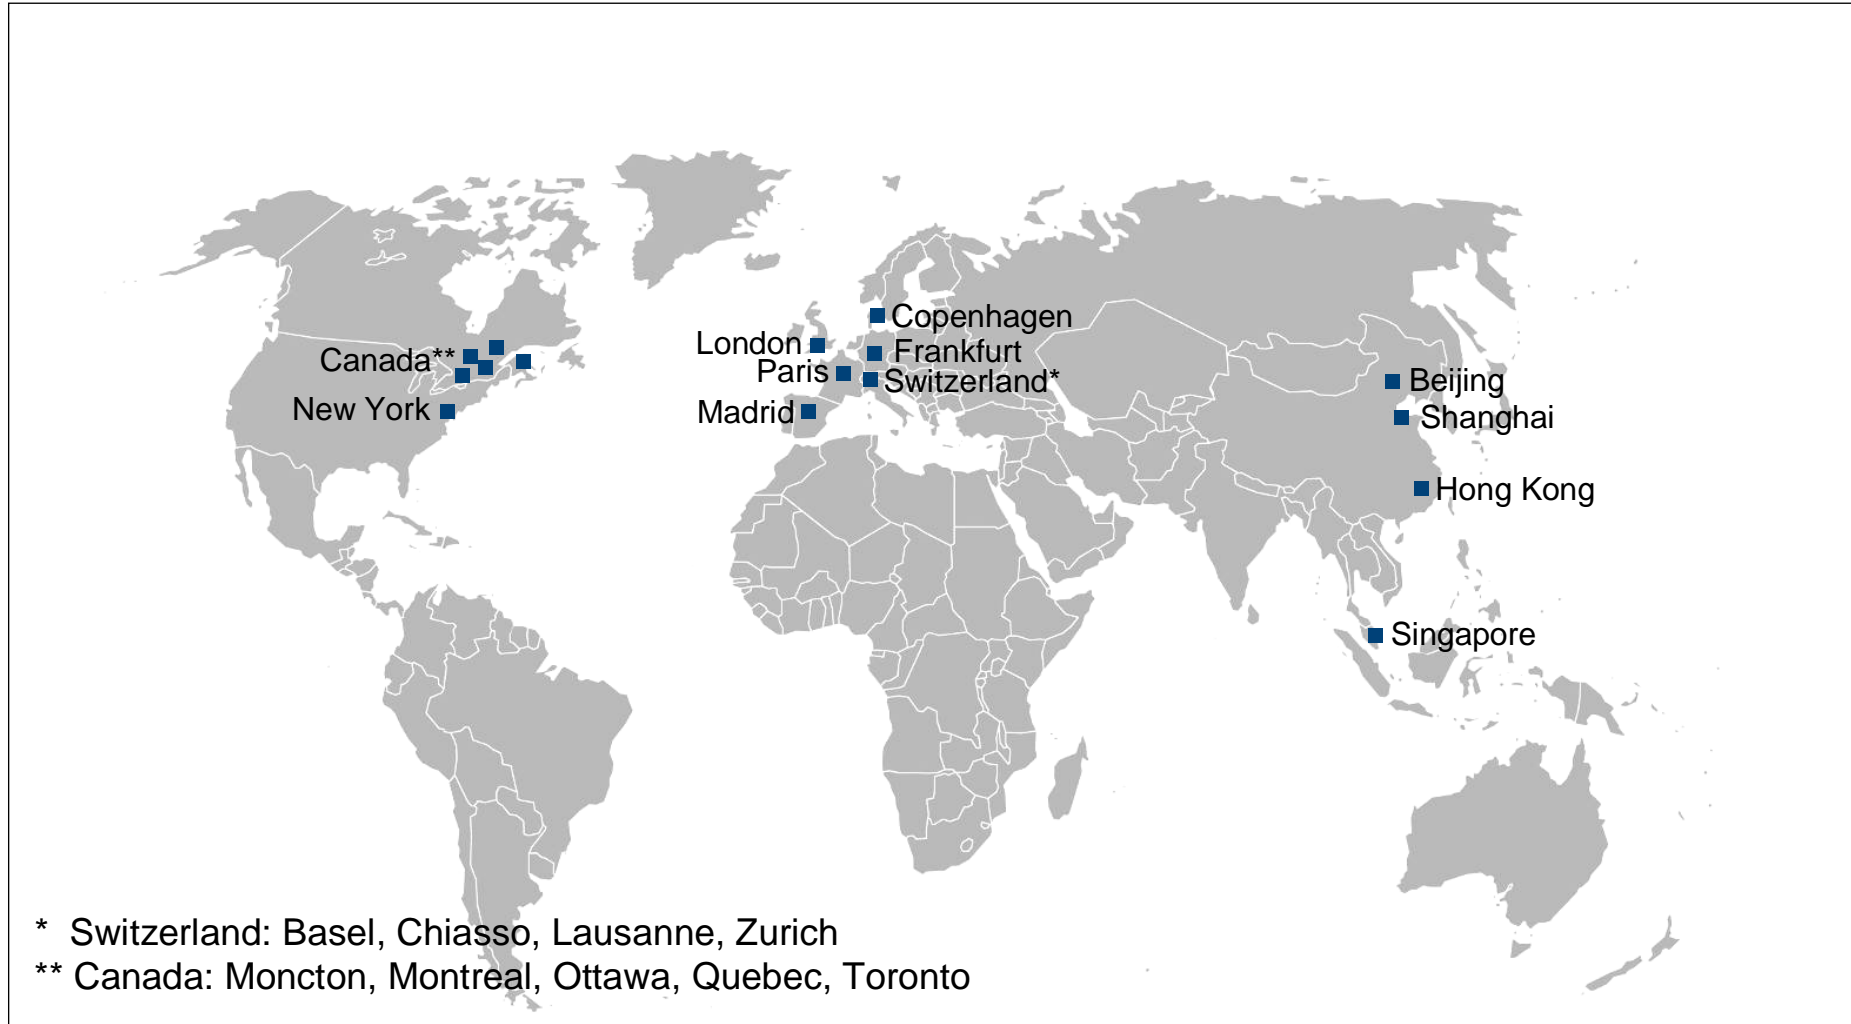 Copenhagen
London
Frankfurt
Canada**
Paris
Switzerland*
Beijing
New York
Madrid
Shanghai
Hong Kong
Singapore
* Switzerland: Basel, Chiasso, Lausanne, Zurich
** Canada: Moncton, Montreal, Ottawa, Quebec, Toronto